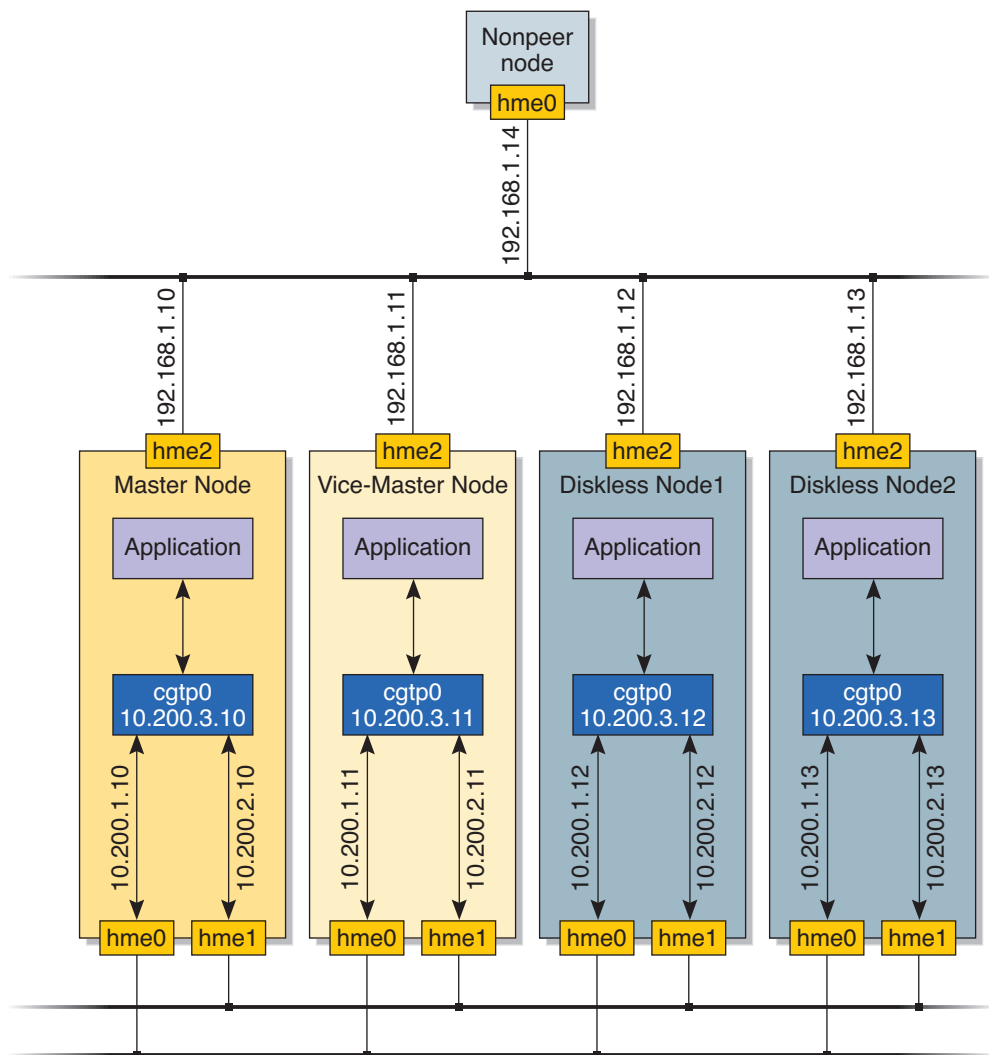 Nonpeer
node
hme0
192.168.1.14
192.168.1.10
192.168.1.11
192.168.1.12
192.168.1.13
hme2
hme2
hme2
hme2
Master Node
Vice-Master Node
Diskless Node1
Diskless Node2
Application
Application
Application
Application
cgtp0
10.200.3.10
cgtp0
10.200.3.11
cgtp0
10.200.3.12
cgtp0
10.200.3.13
10.200.1.10
10.200.2.10
10.200.1.11
10.200.2.11
10.200.1.12
10.200.2.12
10.200.1.13
10.200.2.13
hme0
hme1
hme0
hme1
hme0
hme1
hme0
hme1